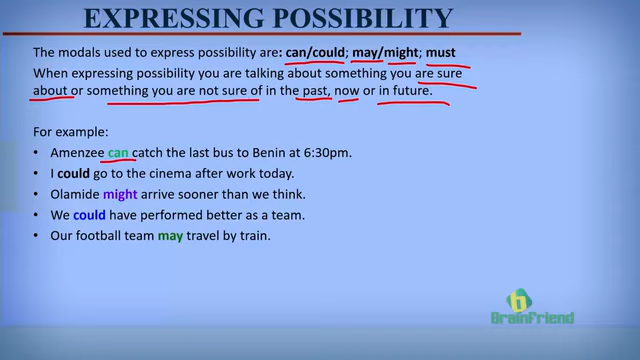 EXPRESSING POSSIBILITY
The modals used to express possibility are: can/could; may/might; must
When expressing possibility you are talking about something you are sure
about or something you are not sure of in the past, now or in future.
For example:
• Amenzee can catch the last bus to Benin at 6:30pm.
• I could go to the cinema after work today.
• Olamide might arrive sooner than we think.
• We could have performed better as a team.
• Our football team may travel by train.
b
BrainFriend